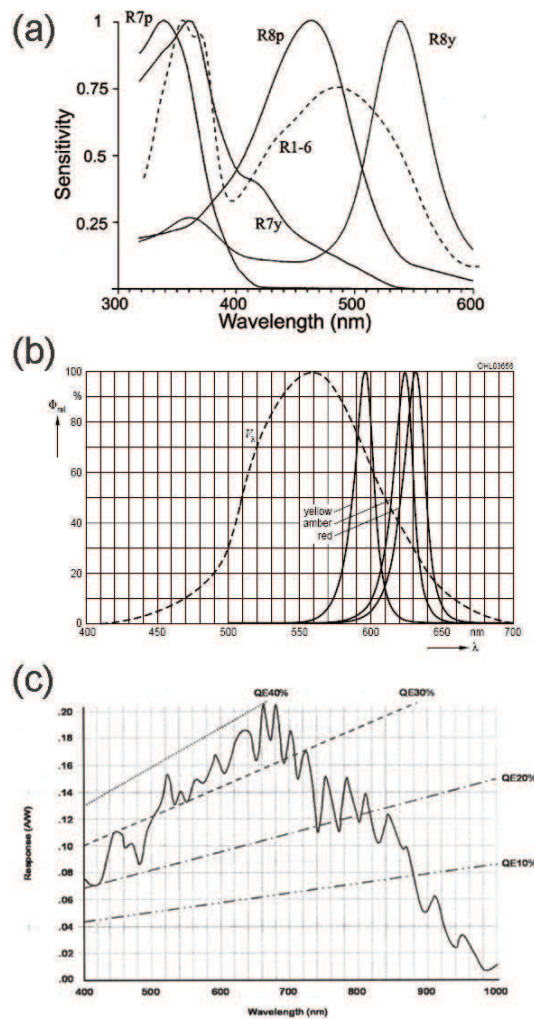 (a)
R7p
R8p
R8y
1
0.75
0.5
0.25
Sensitivity
R1-6
R7y
300
400
500
600
Wavelength (nm)
(b)
OHL03658
100
%
Φrel
80
60
40
20
0
Vλ
yellow
amber
red
400
450
500
550
600
650
nm
700
λ
(c)
QE40%
QE30%
QE20%
QE10%
.20
.18
.16
.14
.12
.10
.08
.06
.04
.02
.00
Response (A/W)
400
500
600
700
800
900
1000
Wavelength (nm)